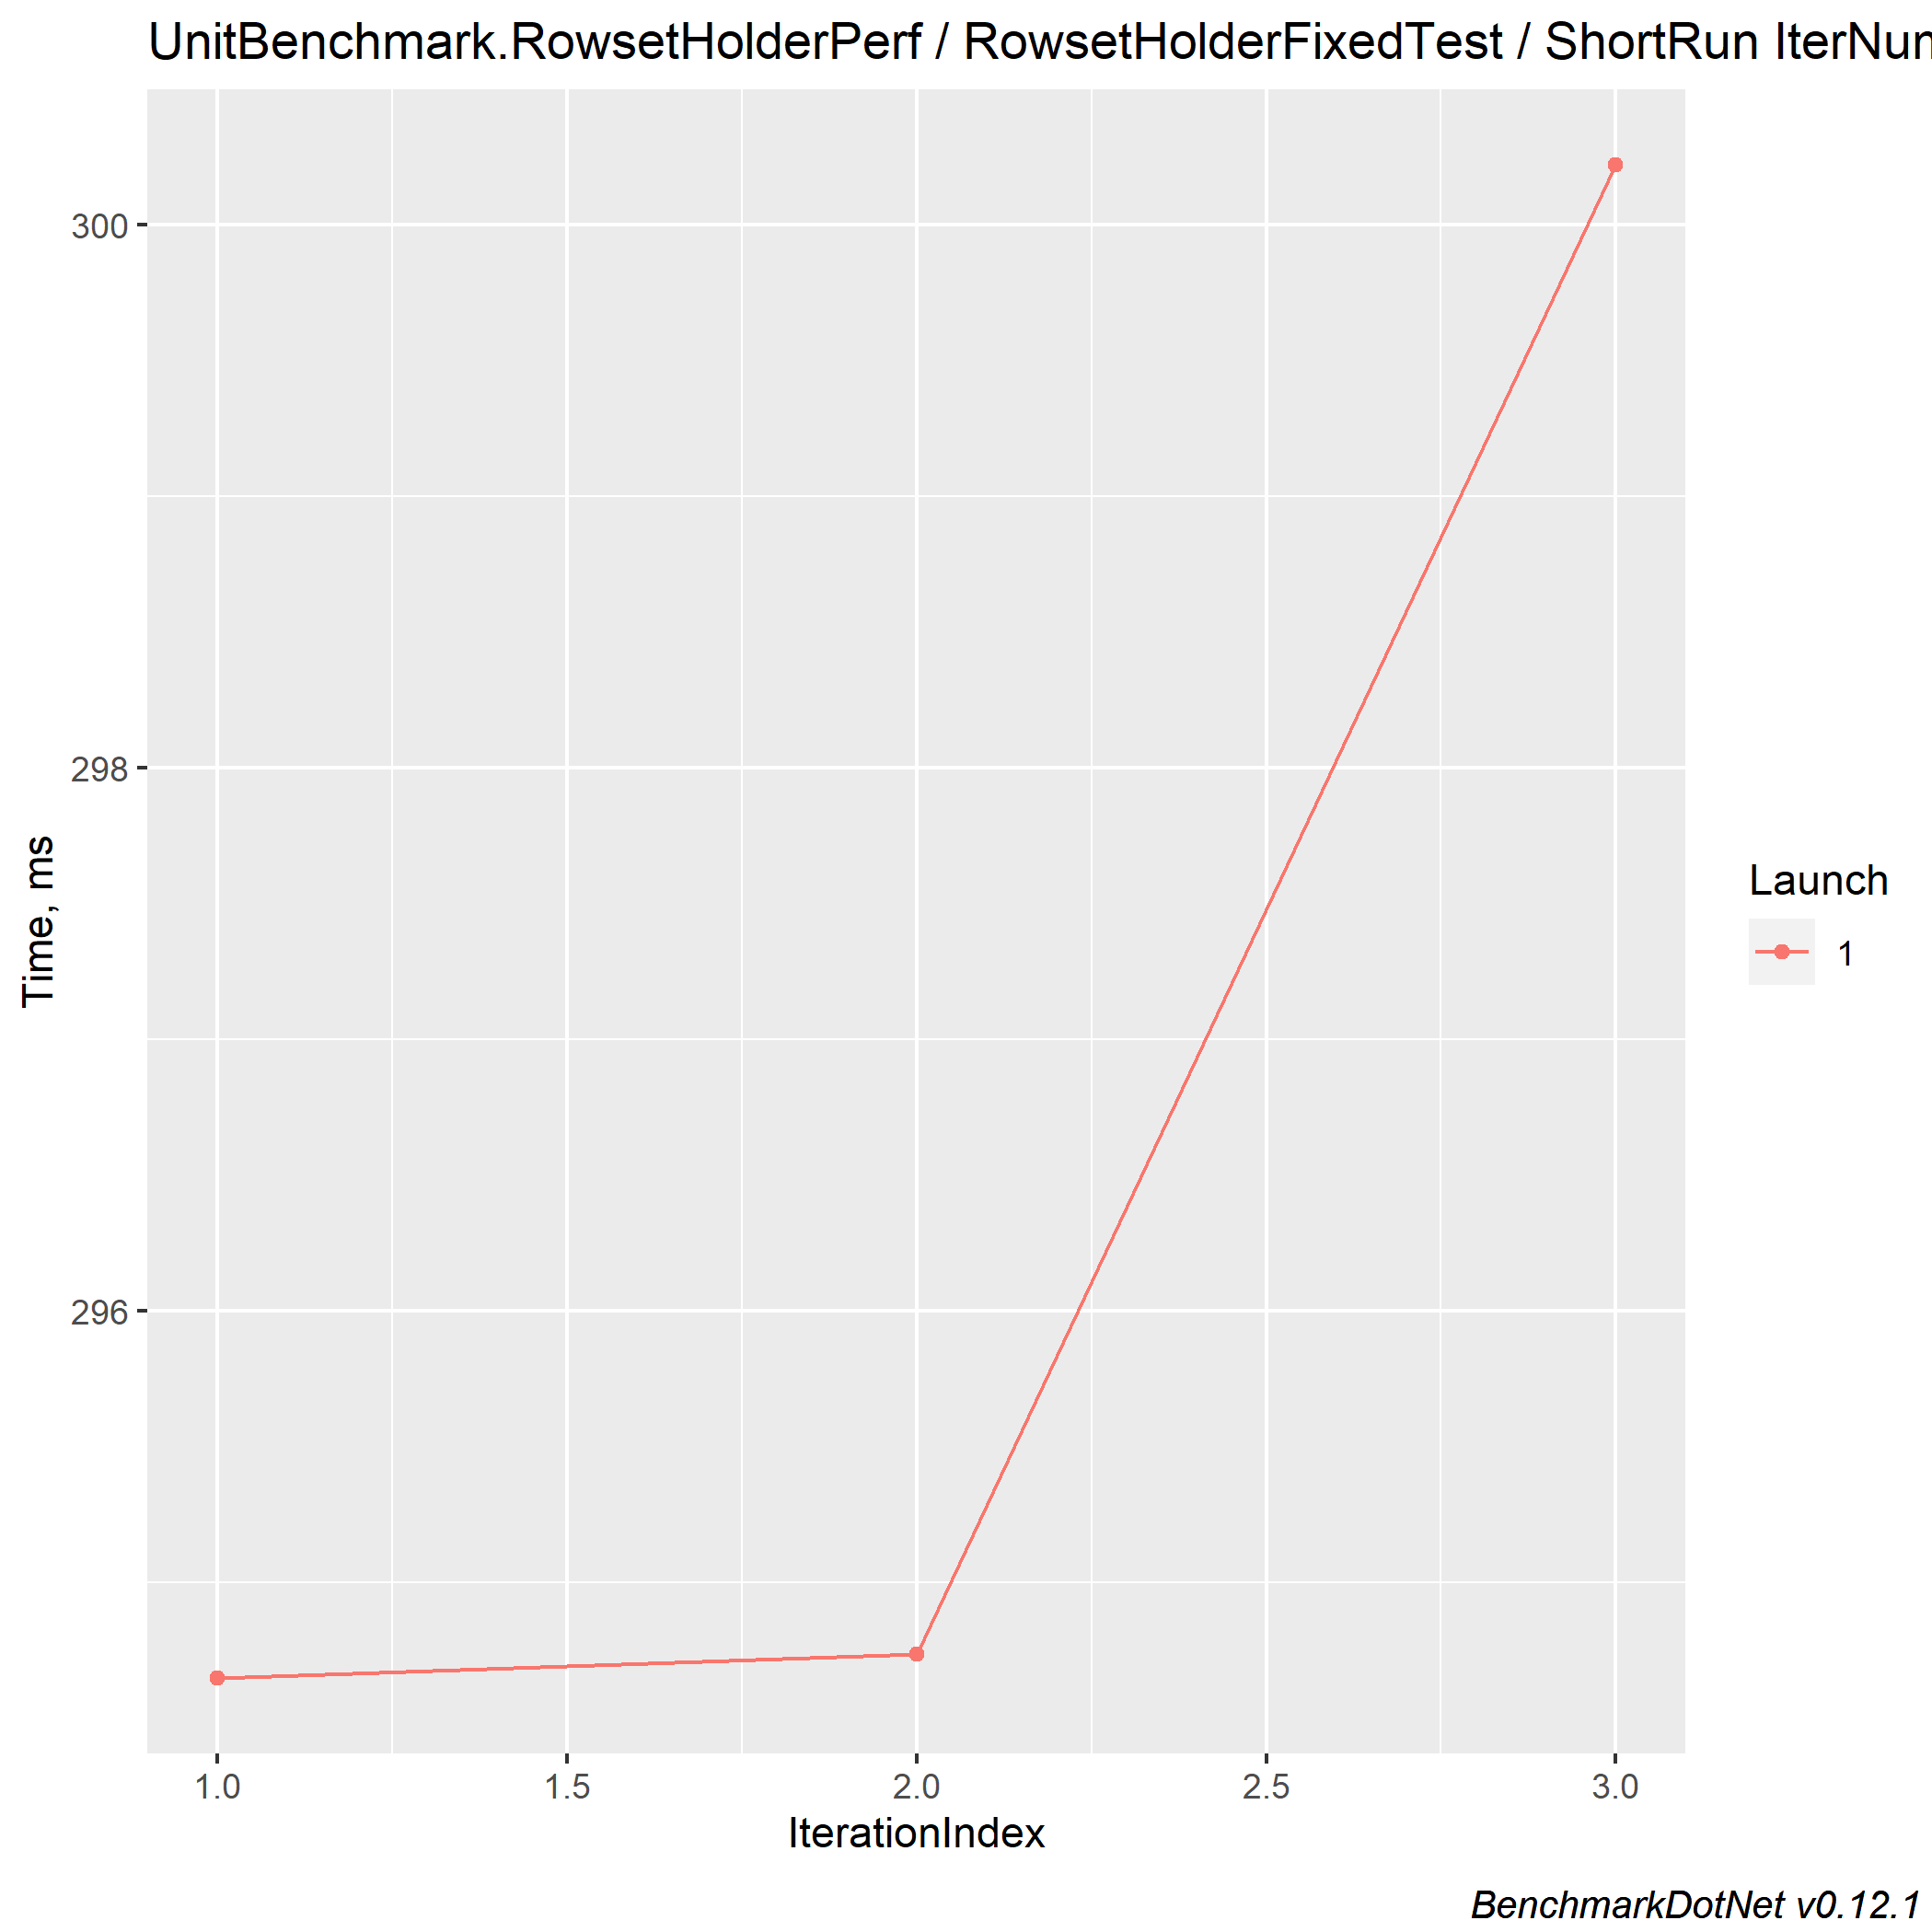 UnitBenchmark.RowsetHolderPerf / RowsetHolderFixedTest / ShortRun
300
298
296
Time, ms
1.0 1.5 2.0 2.5 3.0
IterationIndex
Launch
1
BenchmarkDotNet v0.12.1